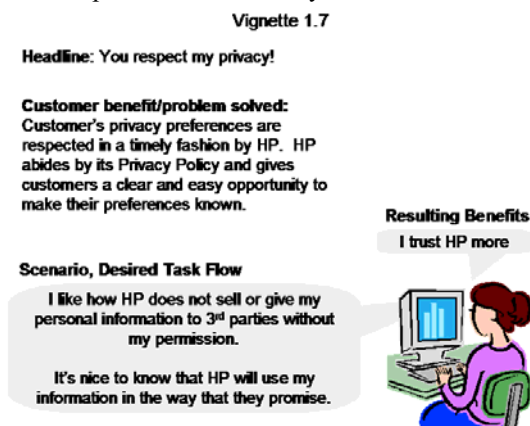 Vignette 1.7
Headline: You respect my privacy!
Customer benefit/problem solved:
Customer's privacy preferences are
respected in a timely fashion by HP. HP
abides by its Privacy Policy and gives
customers a clear and easy opportunity to
make their preferences known.
Resulting Benefits
I trust HP more
Scenario, Desired Task Flow
I like how HP does not sell or give my
personal information to 3rd parties without
my permission.
It's nice to know that HP will use my
information in the way that they promise.